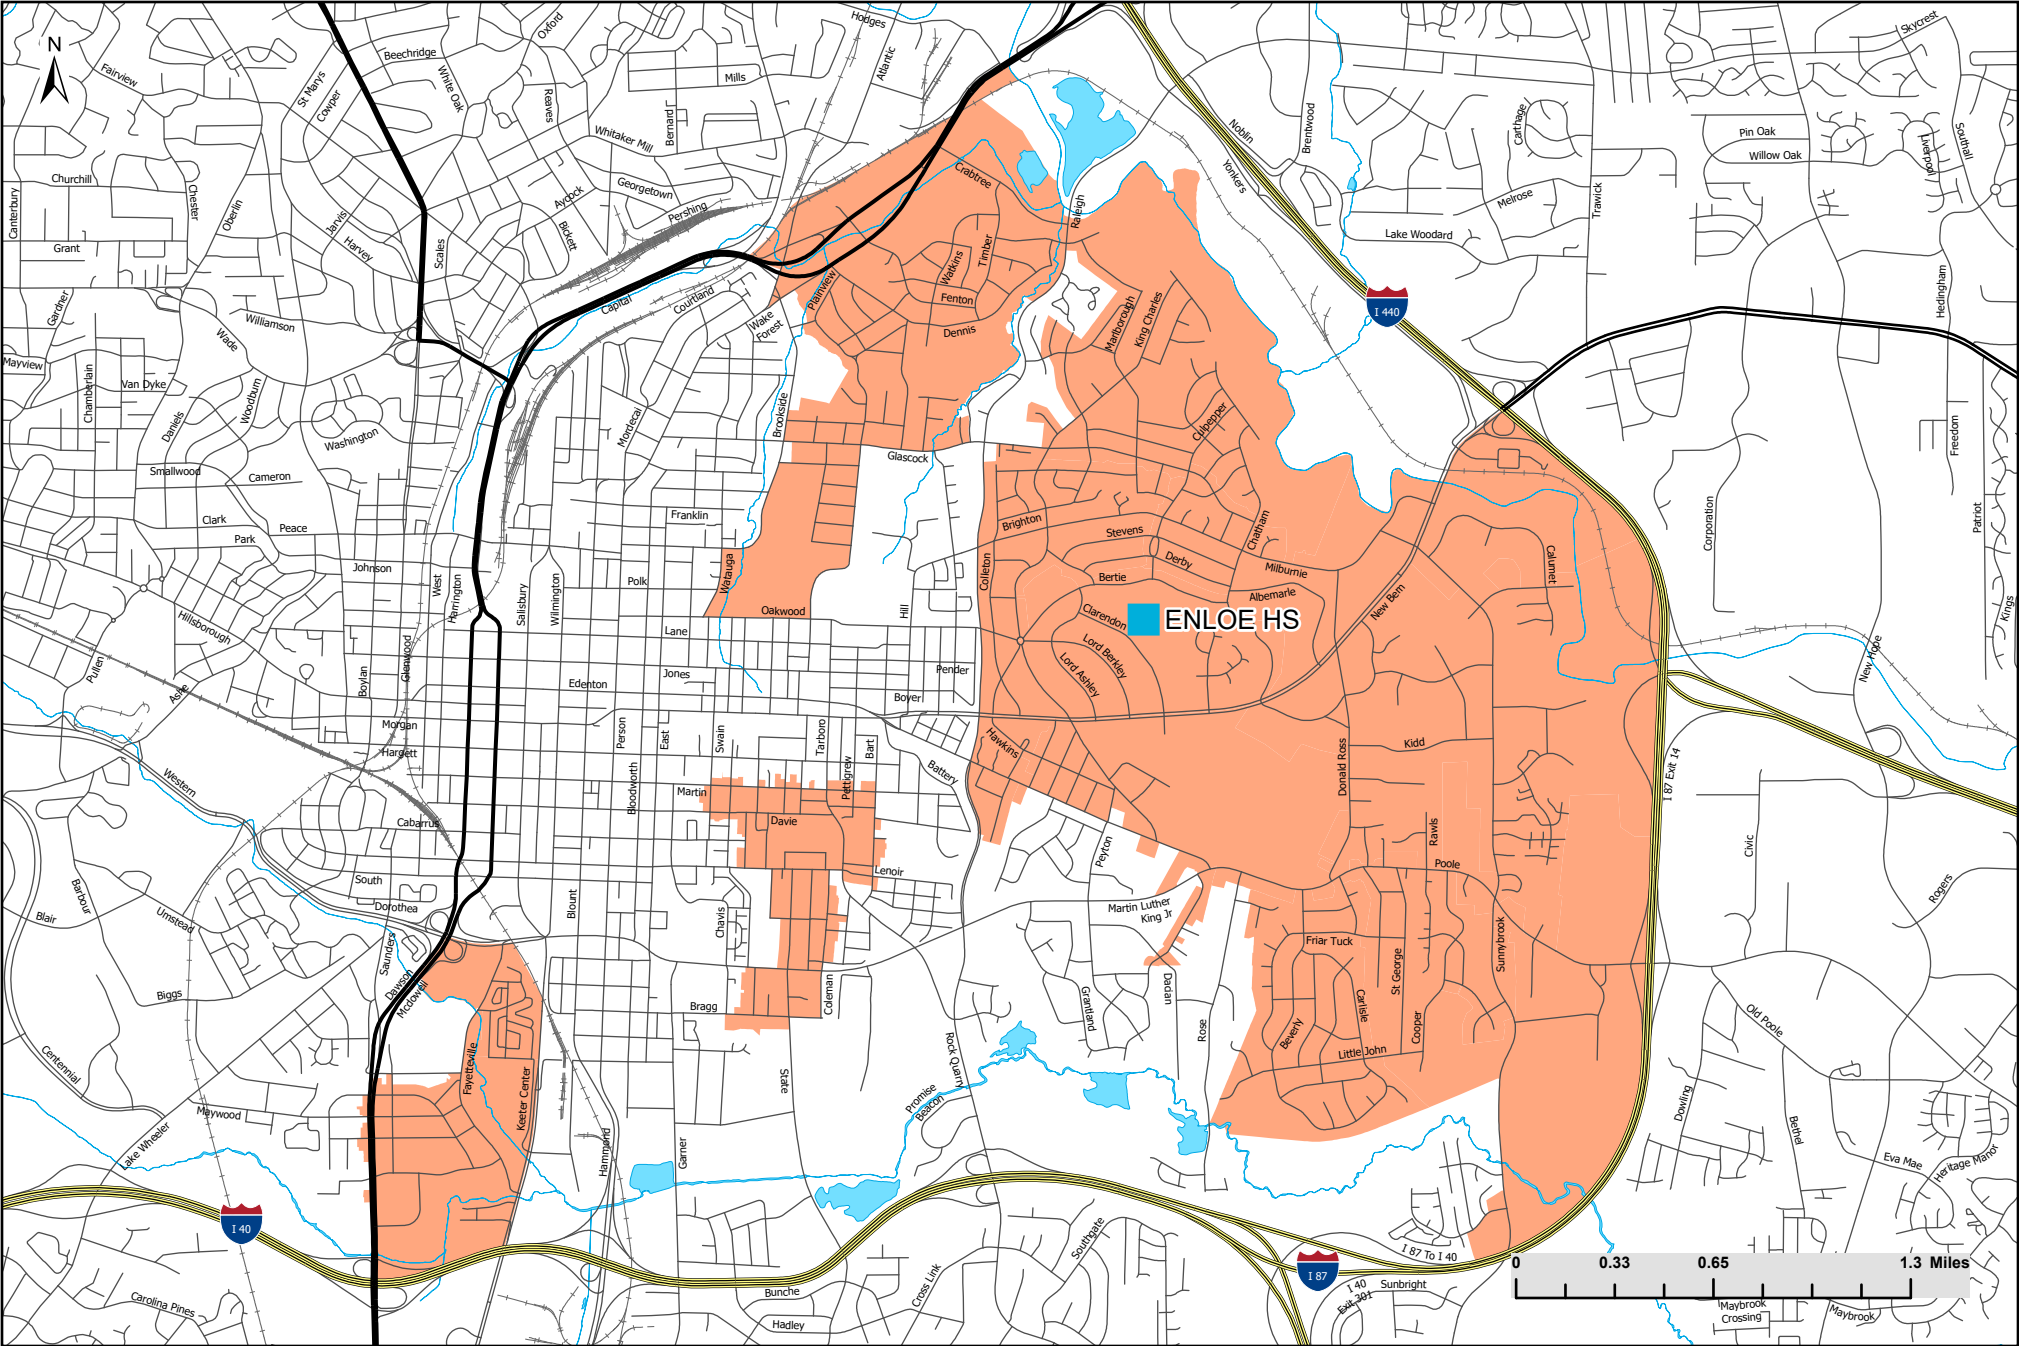 Hodges
Skycrest
Oxford
N
Beechridge
Atlantic
Fairview
St Marys
White Oak
Mills
Cowper
Reaves
Bernard
Whitaker Mill
Noblin
Brentwood
Carthage
Pin Oak
Southall
Liverpool
Willow Oak
Yonkers
Crabtree
Churchill
Georgetown
Aycock
Canterbury
Chester
Oberlin
Jarvis
Pershing
Raleigh
Melrose
Trawick
Bickett
Grant
Harvey
Scales
Timber
Watkins
Lake Woodard
Hedingham
Plainview
Courtland
Capital
Fenton
Gardner
Williamson
Wake
Forest
Wade
Dennis
Marlborough
King Charles
I 440
Mayview
Van Dyke
Chamberlain
Woodburn
Daniels
Mordecai
Brookside
Washington
Culpepper
Freedom
Glascock
Smallwood
Cameron
Clark
Peace
Park
Franklin
Brighton
Stevens
Chatham
Corporation
Patriot
Johnson
West
Harrington
Salisbury
Wilmington
Polk
Watauga
Colleton
Derby
Bertie
Milburnie
Albemarle
Calumet
New Bern
Oakwood
Hill
Clarendon
ENLOE HS
Kings
Hillsborough
Glenwood
Lane
Lord Berkley
Lord Ashley
Pullen
Ashe
Boylan
Jones
Edenton
Pender
Boyer
New Hope
Morgan
Hargett
Person
East
Swain
Tarboro
Bart
Hawkins
Kidd
Donald Ross
I 87 Exit 14
Western
Bloodworth
Martin
Pettigrew
Battery
Cabarrus
Davie
Peyton
Rawls
Civic
Poole
Lenoir
South
Barbour
Blair
Umstead
Dorothea
Blount
Chavis
Martin Luther
King Jr
Rogers
Friar Tuck
St George
Sunnybrook
Saunders
Dawson
Mcdowell
Biggs
Bragg
Coleman
Grantland
Dacian
Rose
Carlisle
Cooper
Beverly
Old Poole
Little John
Centennial
Fayetteville
Keeter Center
State
Rock Quarry
Promise
Beacon
Maywood
Lake Wheeler
Hammond
Garner
Dowling
Bethel
Eva Mae
Heritage Manor
I 40
Southgate
I 87 To I 40
I 87
I 40
Exit 301
Sunbright
Cross Link
Bunche
Hadley
Carolina Pines
0 0.33 0.65 1.3 Miles
Maybrook
Crossing
Maybrook